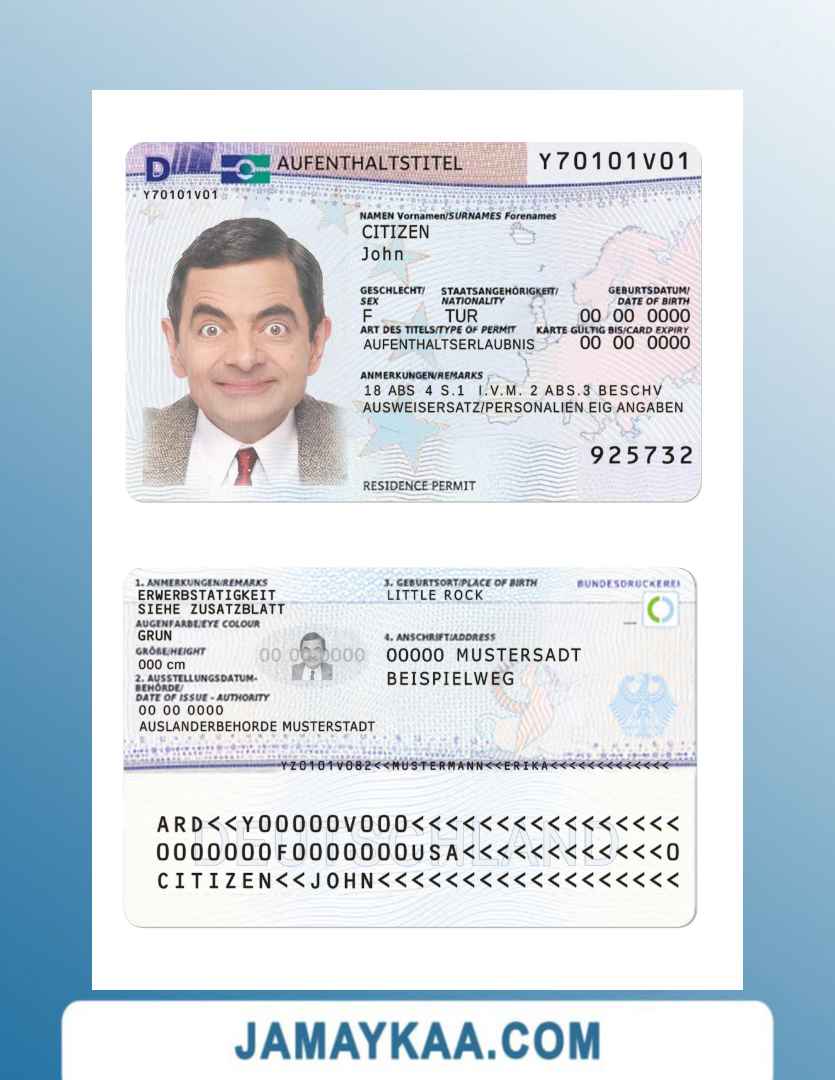 D AUFENTHALTSTITEL Y70101V01
Y70101V01
NAMEN Vornamen/SURNAMES Forenames
CITIZEN
John
GESCHLECHT/ STAATSANGEHÖRIGKEIT/ GEBURTSDATUM/
SEX NATIONALITY DATE OF BIRTH
F TUR 00 00 0000
ART DES TITELS/TYPE OF PERMIT KARTE GÜLTIG BIS/CARD EXPIRY
AUFENTHALTSERLAUBNIS 00 00 0000
ANMERKUNGEN/REMARKS
18 ABS 4 S.1 I.V.M. 2 ABS.3 BESCHV
AUSWEISERSATZ/PERSONALIEN EIG ANGABEN
925732
RESIDENCE PERMIT
1. ANMERKUNGEN/REMARKS 3. GEBURTSORT/PLACE OF BIRTH BUNDESDRUCKEREI
ERWERBSTATIGKEIT LITTLE ROCK
SIEHE ZUSATZBLATT
AUGENFARBE/EYE COLOUR
GRUN 4. ANSCHRIFT/ADDRESS
GRÖßE/HEIGHT 00 00 0000 00000 MUSTERSADT
000 cm BEISPIELWEG
2. AUSSTELLUNGSDATUM-
BEHÖRDE/
DATE OF ISSUE - AUTHORITY
00 00 0000
AUSLANDERBEHORDE MUSTERSTADT
YZ0101V082<<MUSTERMANN<<ERIKA<<<<<<<<<<<<<
DEUTSCHLAND
ARD<<Y00000V000<<<<<<<<<<<<<<<<
0000000F0000000USA<<<<<<<<<<<<0
CITIZEN<<JOHN<<<<<<<<<<<<<<<<<<
JAMAYKAA.COM